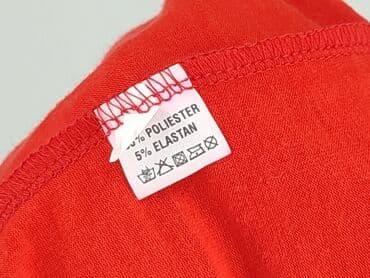 % POLIESTER
5% ELASTAN